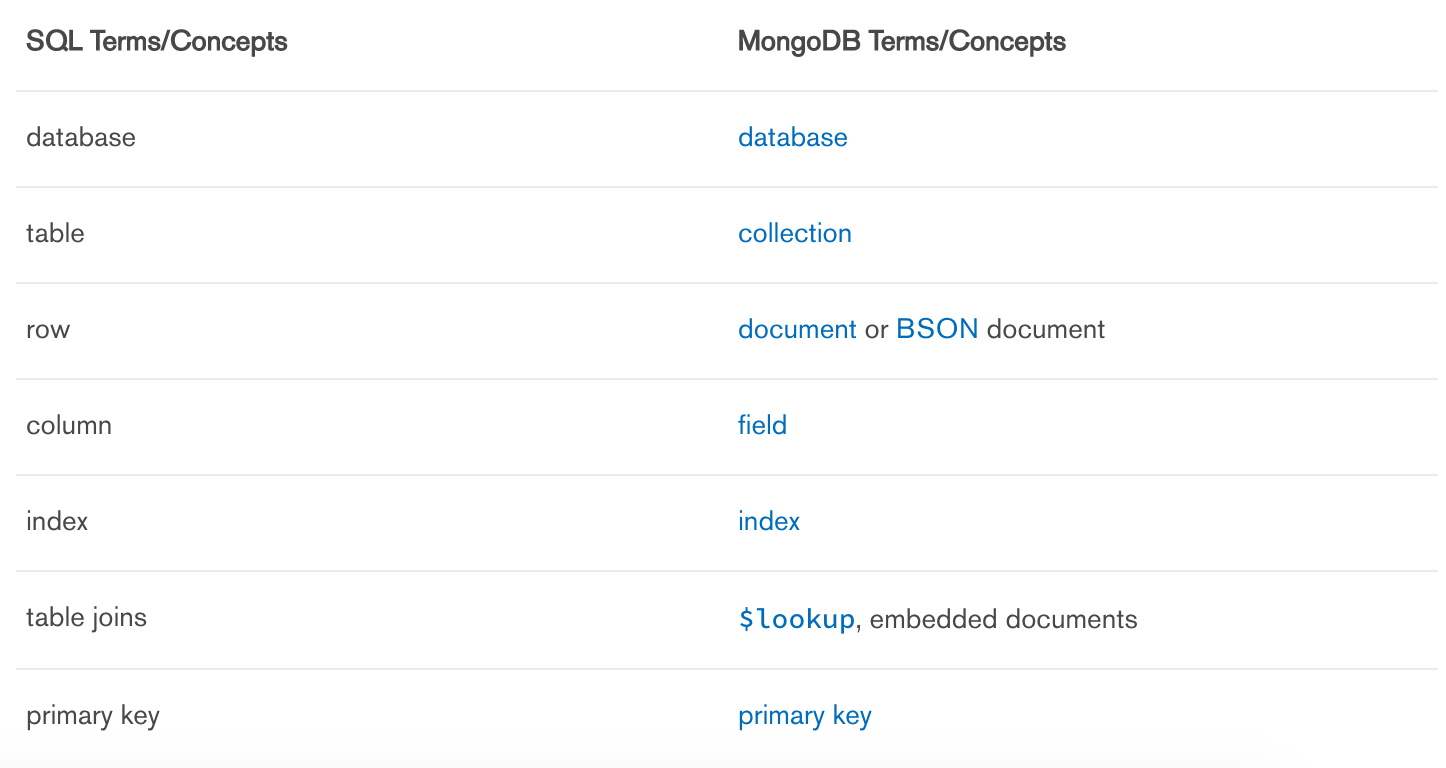 SQL Terms/Concepts MongoDB Terms/Concepts
database database
table collection
row document or BSON document
column field
index index
table joins $lookup, embedded documents
primary key primary key